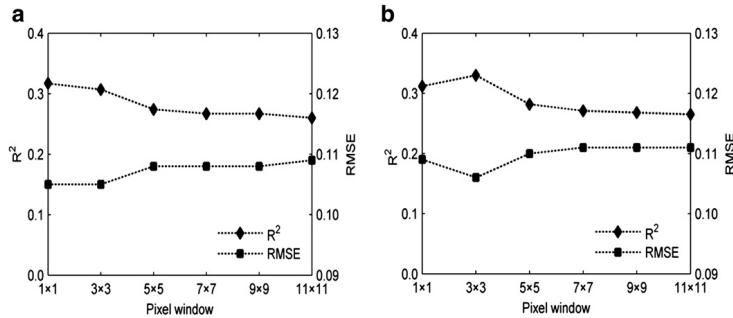 a
0.4
0.3
0.2
0.1
0.0
R²
0.13
0.12
0.11
0.10
0.09
RMSE
R²
RMSE
1×1 3×3 5×5 7×7 9×9 11×11
Pixel window
b
0.4
0.3
0.2
0.1
0.0
R²
0.13
0.12
0.11
0.10
0.09
RMSE
R²
RMSE
1×1 3×3 5×5 7×7 9×9 11×11
Pixel window